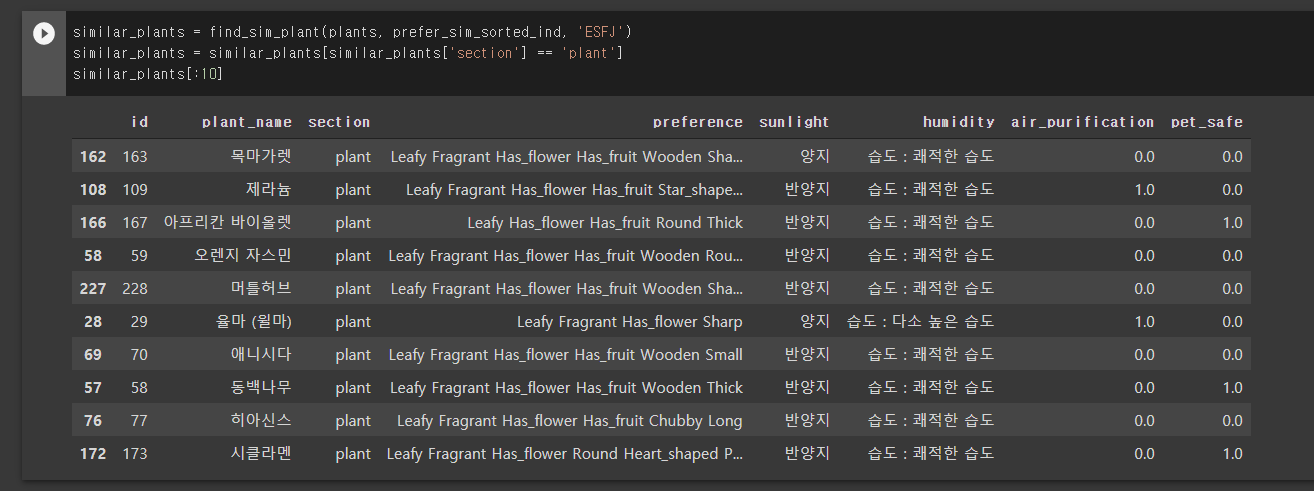 similar_plants = find_sim_plant(plants, prefer_sim_sorted_ind, 'ESFJ')
similar_plants = similar_plants[similar_plants['section'] == 'plant']
similar_plants[:10]
id plant_name section preference sunlight humidity air_purification pet_safe
162 163 목마가렛 plant Leafy Fragrant Has_flower Has_fruit Wooden Sha... 양지 습도 : 쾌적한 습도 0.0 0.0
108 109 제라늄 plant Leafy Fragrant Has_flower Has_fruit Star_shape... 반양지 습도 : 쾌적한 습도 1.0 0.0
166 167 아프리칸 바이올렛 plant Leafy Has_flower Has_fruit Round Thick 반양지 습도 : 쾌적한 습도 0.0 1.0
58 59 오렌지 자스민 plant Leafy Fragrant Has_flower Has_fruit Wooden Rou... 반양지 습도 : 쾌적한 습도 0.0 0.0
227 228 머틀허브 plant Leafy Fragrant Has_flower Has_fruit Wooden Sha... 반양지 습도 : 쾌적한 습도 0.0 0.0
28 29 율마 (윌마) plant Leafy Fragrant Has_flower Sharp 양지 습도 : 다소 높은 습도 1.0 0.0
69 70 애니시다 plant Leafy Fragrant Has_flower Has_fruit Wooden Small 반양지 습도 : 쾌적한 습도 0.0 0.0
57 58 동백나무 plant Leafy Fragrant Has_flower Has_fruit Wooden Thick 반양지 습도 : 쾌적한 습도 0.0 1.0
76 77 히아신스 plant Leafy Fragrant Has_flower Has_fruit Chubby Long 반양지 습도 : 쾌적한 습도 0.0 0.0
172 173 시클라멘 plant Leafy Fragrant Has_flower Round Heart_shaped P... 반양지 습도 : 쾌적한 습도 0.0 1.0